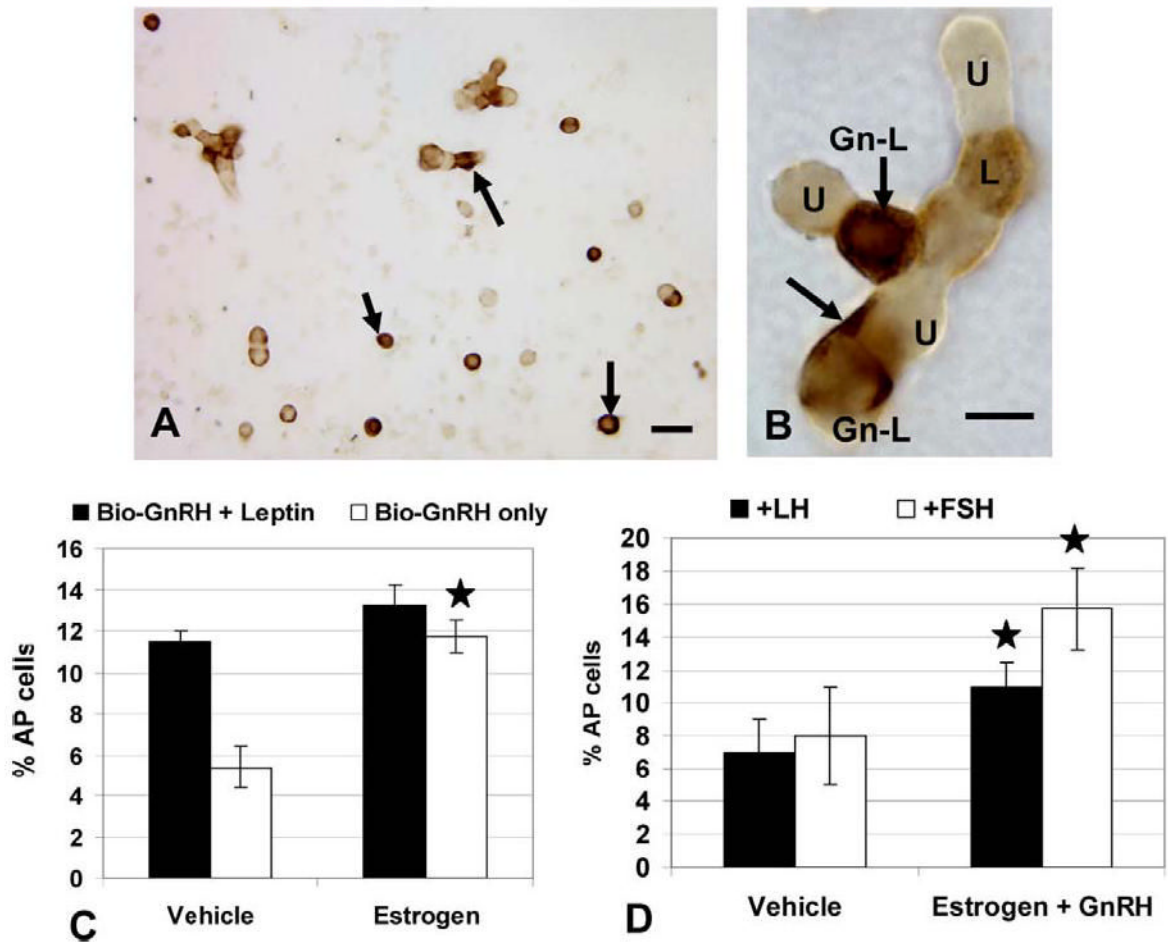 A
U
Gn-L
L
U
U
B
Gn-L
Bio-GnRH + Leptin Bio-GnRH only
16
14
12
10
8
6
4
2
0
% AP cells
Vehicle Estrogen
C
+LH +FSH
20
18
16
14
12
10
8
6
4
2
0
% AP cells
Vehicle Estrogen + GnRH
D